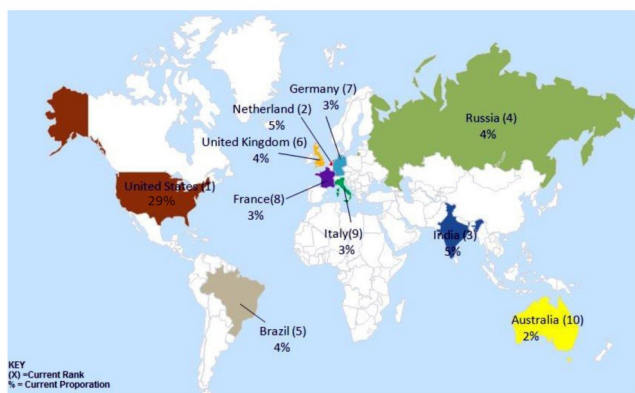 Germany (7)
3%
Netherland (2)
5%
Russia (4)
4%
United Kingdom (6)
4%
United States (1)
29%
France(8)
3%
Italy(9)
3%
India (3)
5%
Australia (10)
2%
Brazil (5)
4%
KEY
(X) =Current Rank
% = Current Proporation